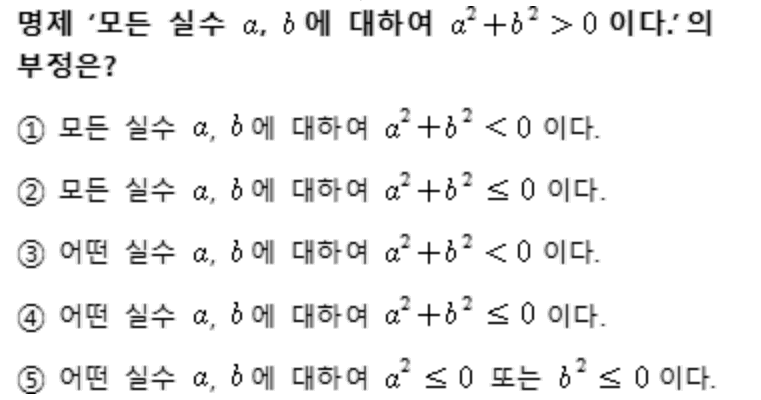 명제 ‘모든 실수 a, b에 대하여 a²+b² > 0 이다.’의
부정은?
① 모든 실수 a, b에 대하여 a²+b² < 0 이다.
② 모든 실수 a, b에 대하여 a²+b² ≤ 0 이다.
③ 어떤 실수 a, b에 대하여 a²+b² < 0 이다.
④ 어떤 실수 a, b에 대하여 a²+b² ≤ 0 이다.
⑤ 어떤 실수 a, b에 대하여 a² ≤ 0 또는 b² ≤ 0 이다.